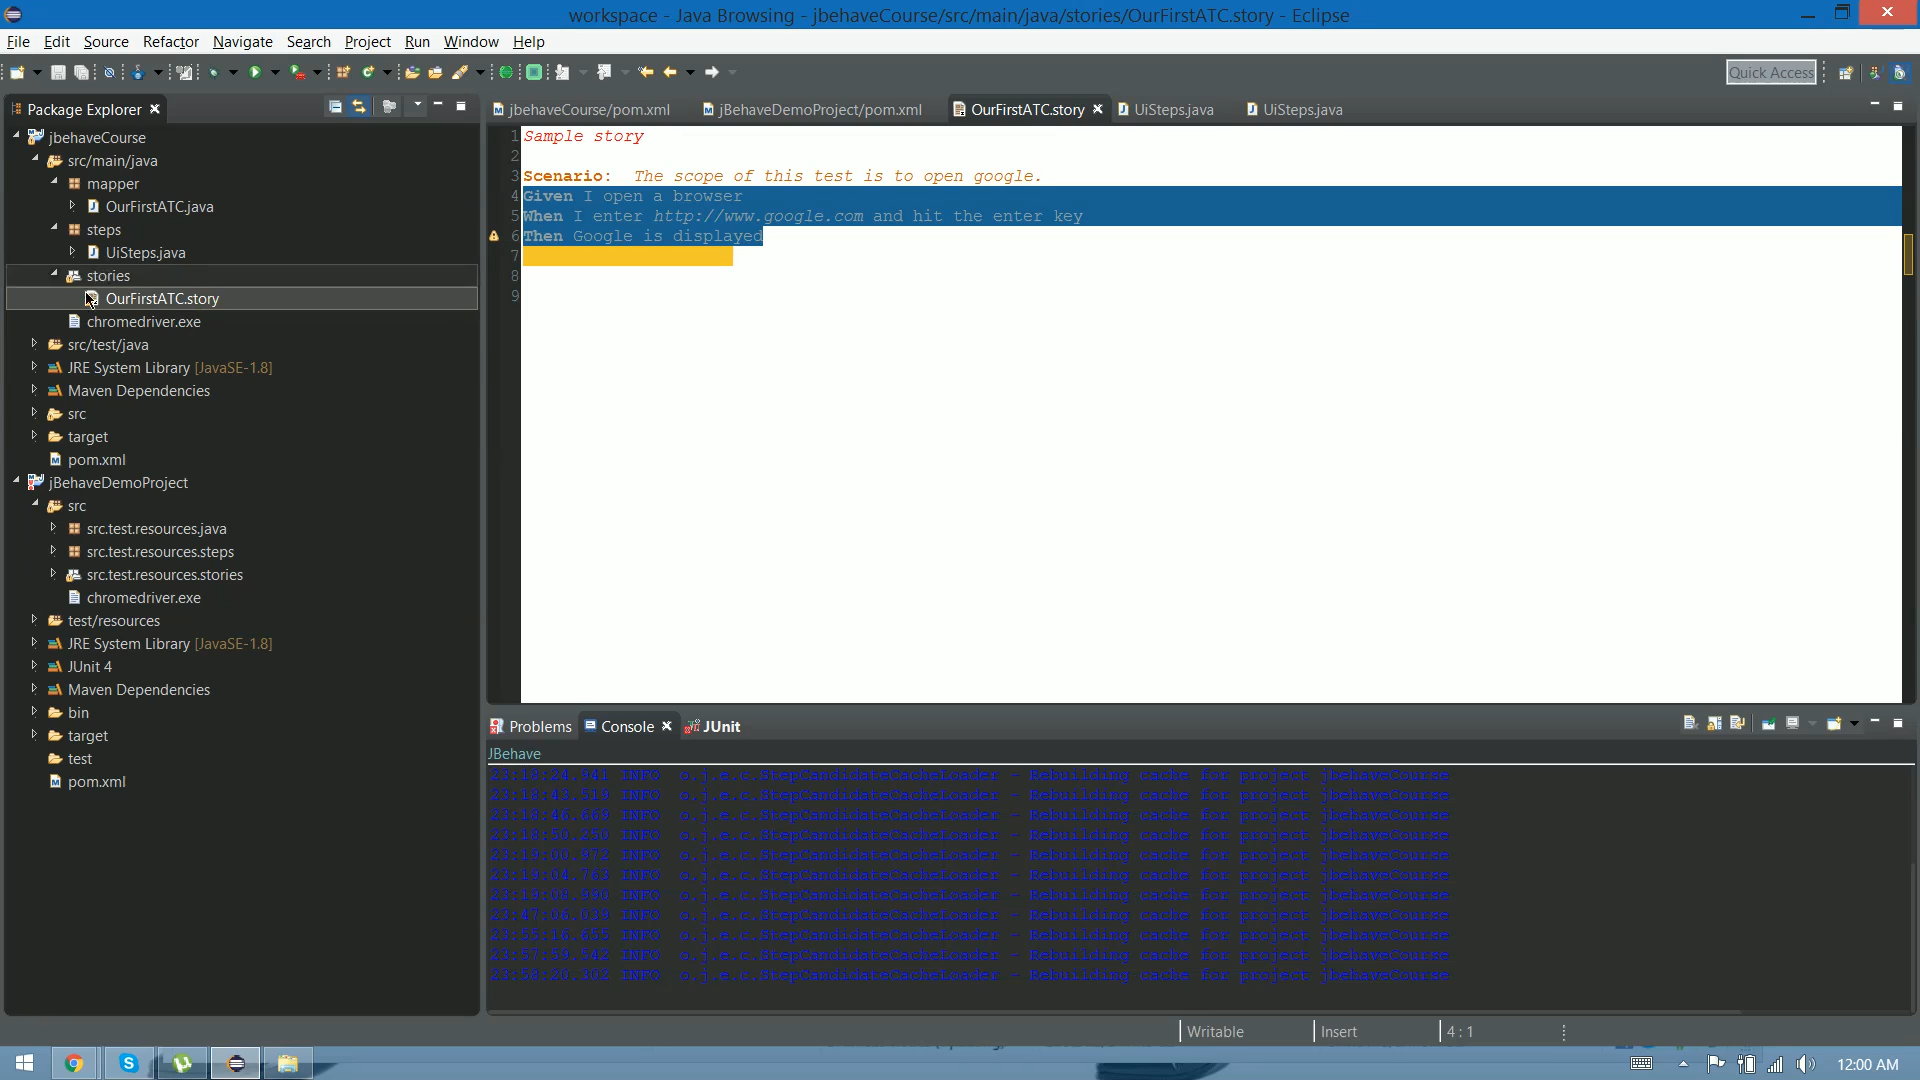 workspace - Java Browsing - jbehaveCourse/src/main/java/stories/OurFirstATC.story - Eclipse
File Edit Source Refactor Navigate Search Project Run Window Help
Quick Access
Package Explorer
jbehaveCourse
src/main/java
mapper
OurFirstATC.java
steps
UiSteps.java
stories
OurFirstATC.story
chromedriver.exe
src/test/java
JRE System Library [JavaSE-1.8]
Maven Dependencies
src
target
pom.xml
jBehaveDemoProject
src
src.test.resources.java
src.test.resources.steps
src.test.resources.stories
chromedriver.exe
test/resources
JRE System Library [JavaSE-1.8]
JUnit 4
Maven Dependencies
bin
target
test
pom.xml
jbehaveCourse/pom.xml jBehaveDemoProject/pom.xml OurFirstATC.story UiSteps.java UiSteps.java
1 Sample story
2
3 Scenario: The scope of this test is to open google.
4 Given I open a browser
5 When I enter http://www.google.com and hit the enter key
6 Then Google is displayed
7
8
9
Problems Console JUnit
JBehave
23:18:24.941 INFO o.j.e.c.StepCandidateCacheLoader - Rebuilding cache for project jbehaveCourse
23:18:43.519 INFO o.j.e.c.StepCandidateCacheLoader - Rebuilding cache for project jbehaveCourse
23:18:46.669 INFO o.j.e.c.StepCandidateCacheLoader - Rebuilding cache for project jbehaveCourse
23:18:50.250 INFO o.j.e.c.StepCandidateCacheLoader - Rebuilding cache for project jbehaveCourse
23:19:00.972 INFO o.j.e.c.StepCandidateCacheLoader - Rebuilding cache for project jbehaveCourse
23:19:04.763 INFO o.j.e.c.StepCandidateCacheLoader - Rebuilding cache for project jbehaveCourse
23:19:08.990 INFO o.j.e.c.StepCandidateCacheLoader - Rebuilding cache for project jbehaveCourse
23:47:06.039 INFO o.j.e.c.StepCandidateCacheLoader - Rebuilding cache for project jbehaveCourse
23:55:16.655 INFO o.j.e.c.StepCandidateCacheLoader - Rebuilding cache for project jbehaveCourse
23:57:59.542 INFO o.j.e.c.StepCandidateCacheLoader - Rebuilding cache for project jbehaveCourse
23:58:20.302 INFO o.j.e.c.StepCandidateCacheLoader - Rebuilding cache for project jbehaveCourse
Writable Insert 4 : 1
12:00 AM